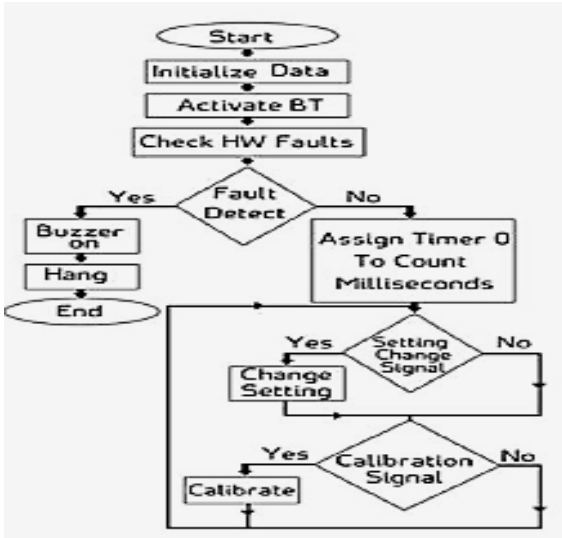 Start
Initialize Data
Activate BT
Check HW Faults
Yes
Fault
Detect
No
Buzzer
on
Hang
End
Assign Timer 0
To Count
Milliseconds
Yes
Setting
Change
Signal
No
Change
Setting
Yes
Calibration
Signal
No
Calibrate